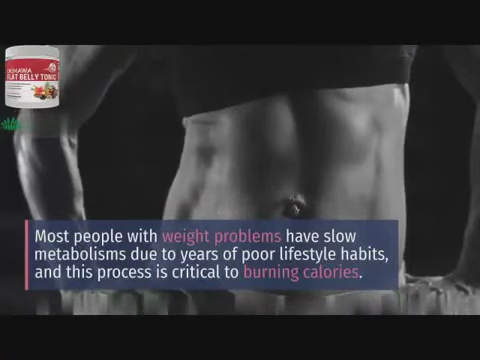 OKINAWA
FLAT BELLY TONIC
Most people with weight problems have slow
metabolisms due to years of poor lifestyle habits,
and this process is critical to burning calories.